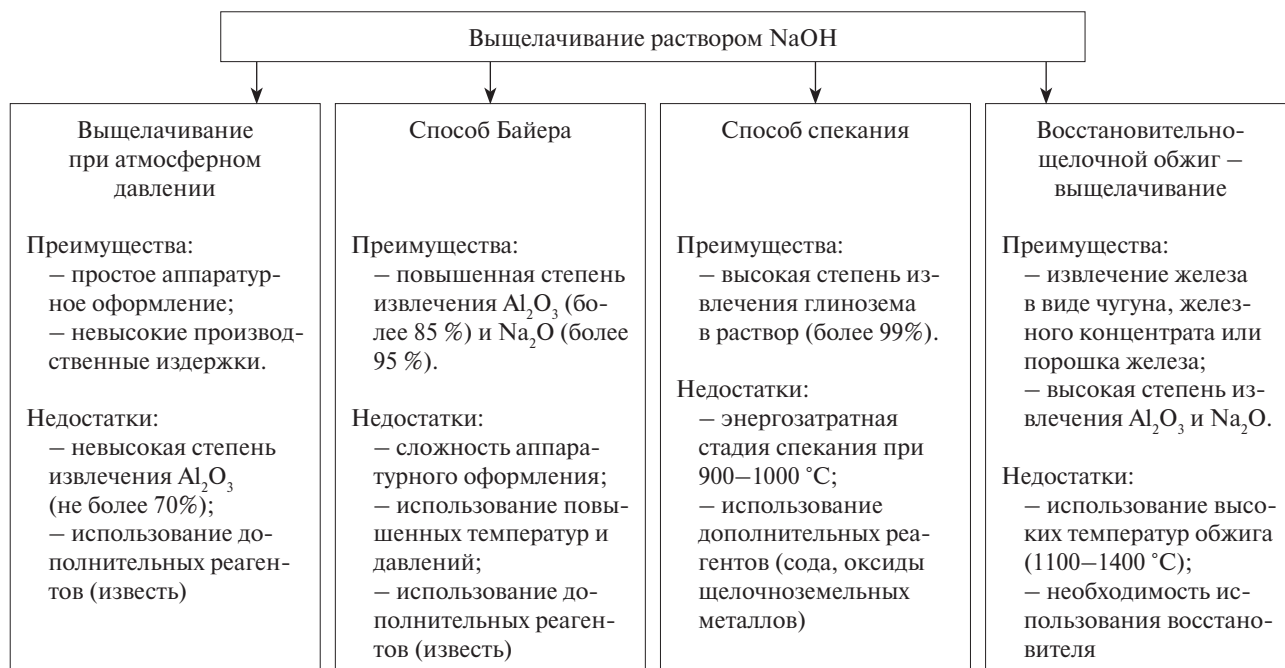 Выщелачивание раствором NaOH
Выщелачивание
при атмосферном
давлении
Преимущества:
– простое аппаратур-
ное оформление;
– невысокие производ-
ственные издержки.
Недостатки:
– невысокая степень
извлечения Al₂O₃
(не более 70%);
– использование до-
полнительных реаген-
тов (известь)
Способ Байера
Преимущества:
– повышенная степень
извлечения Al₂O₃ (бо-
лее 85 %) и Na₂O (более
95 %).
Недостатки:
– сложность аппара-
турного оформления;
– использование повы-
шенных температур и
давлений;
– использование до-
полнительных реаген-
тов (известь)
Способ спекания
Преимущества:
– высокая степень из-
влечения глинозема
в раствор (более 99%).
Недостатки:
– энергозатратная
стадия спекания при
900–1000 °C;
– использование
дополнительных реа-
гентов (сода, оксиды
щелочноземельных
металлов)
Восстановительно-
щелочной обжиг –
выщелачивание
Преимущества:
– извлечение железа
в виде чугуна, желез-
ного концентрата или
порошка железа;
– высокая степень из-
влечения Al₂O₃ и Na₂O.
Недостатки:
– использование высо-
ких температур обжига
(1100–1400 °C);
– необходимость ис-
пользования восстано-
вителя